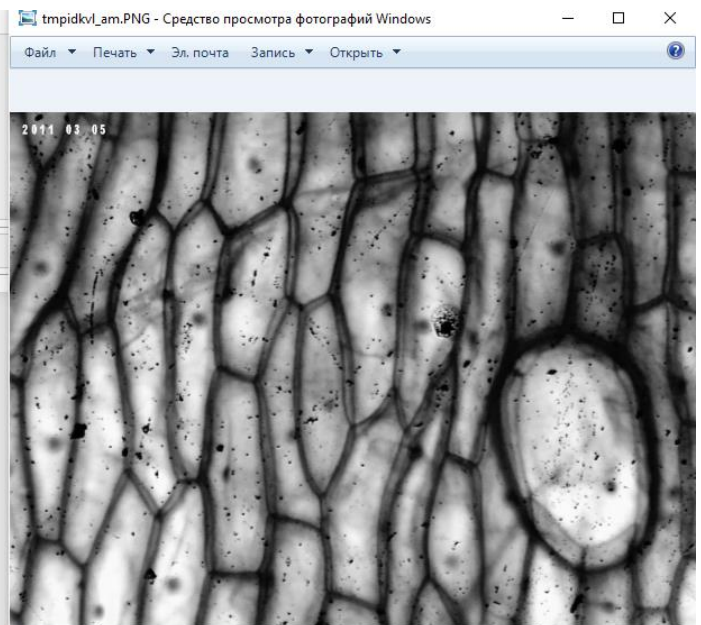 tmpidkvl_am.PNG - Средство просмотра фотографий Windows
Файл Печать Эл. почта Запись Открыть ?
2011 03 05